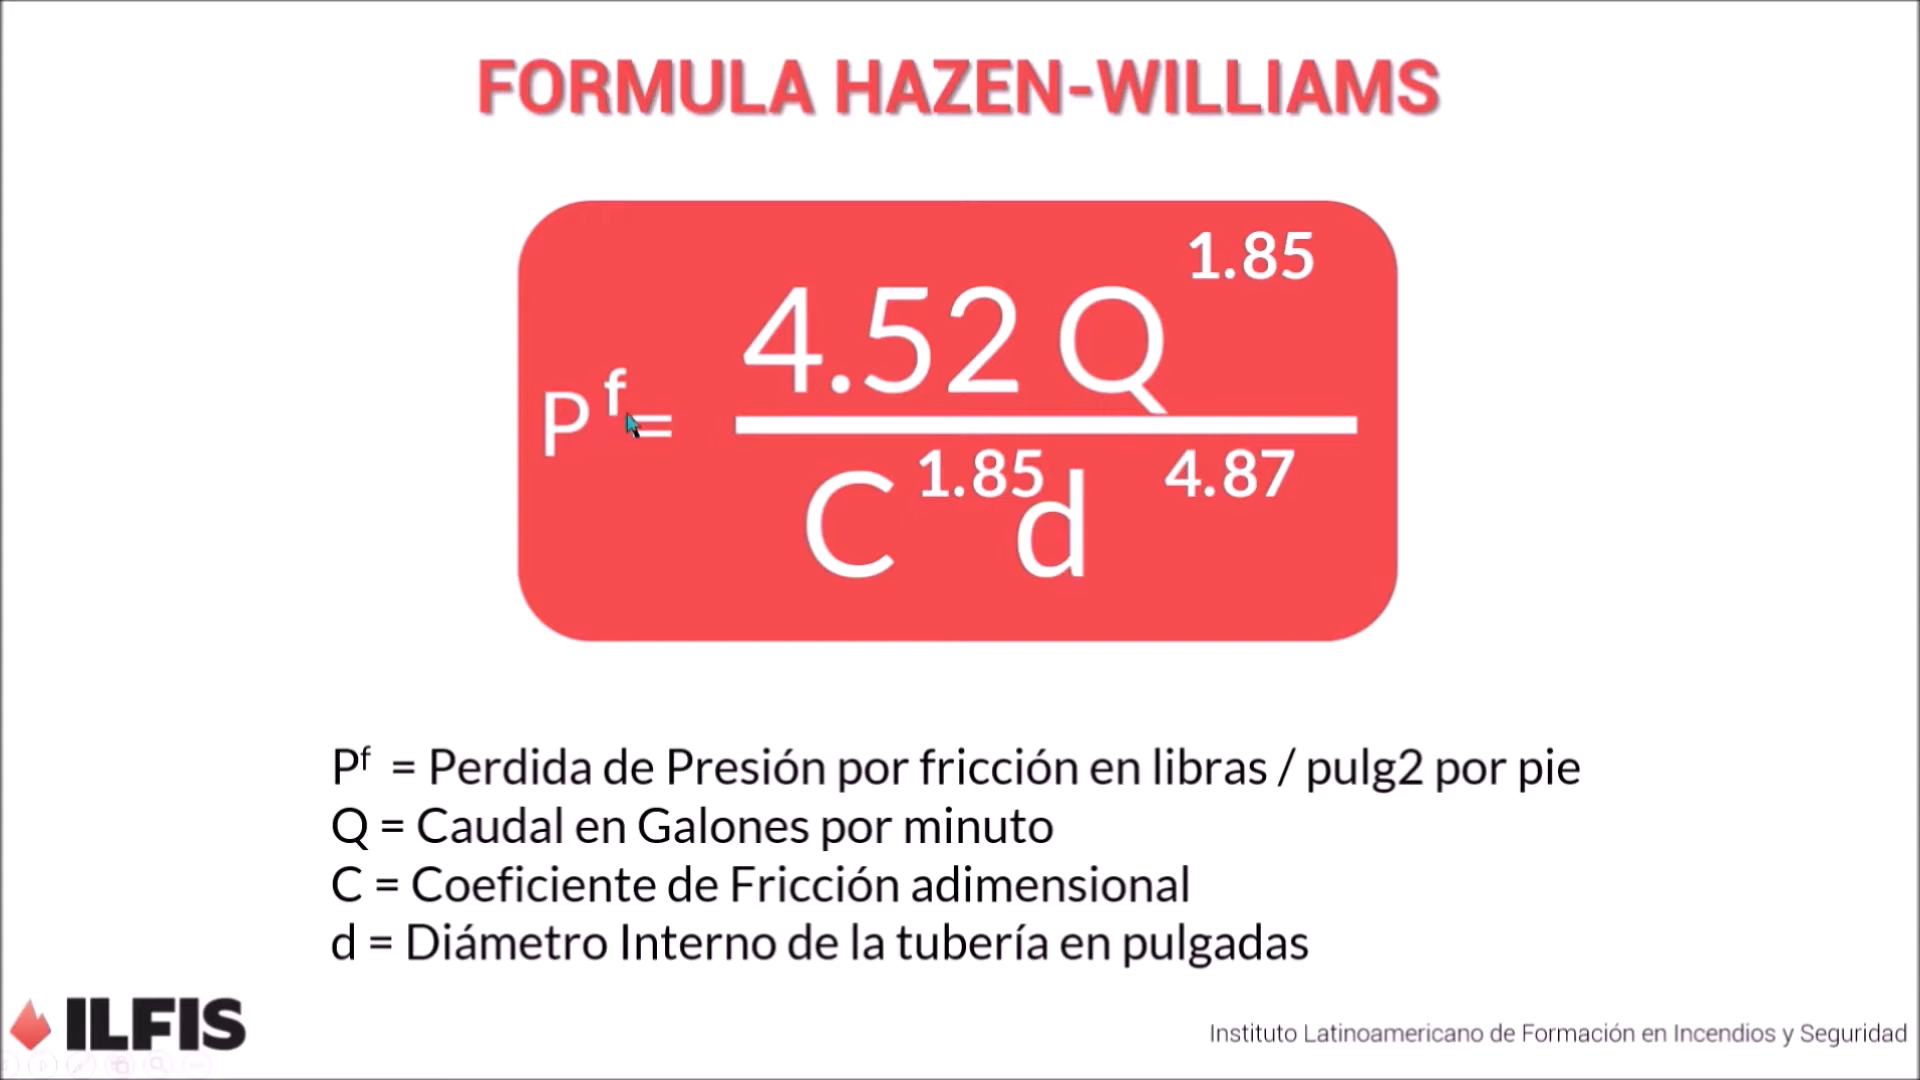 FORMULA HAZEN-WILLIAMS
P^f = 4.52 Q^1.85
C^1.85 d^4.87
P^f = Perdida de Presión por fricción en libras / pulg2 por pie
Q = Caudal en Galones por minuto
C = Coeficiente de Fricción adimensional
d = Diámetro Interno de la tubería en pulgadas
ILFIS
Instituto Latinoamericano de Formación en Incendios y Seguridad